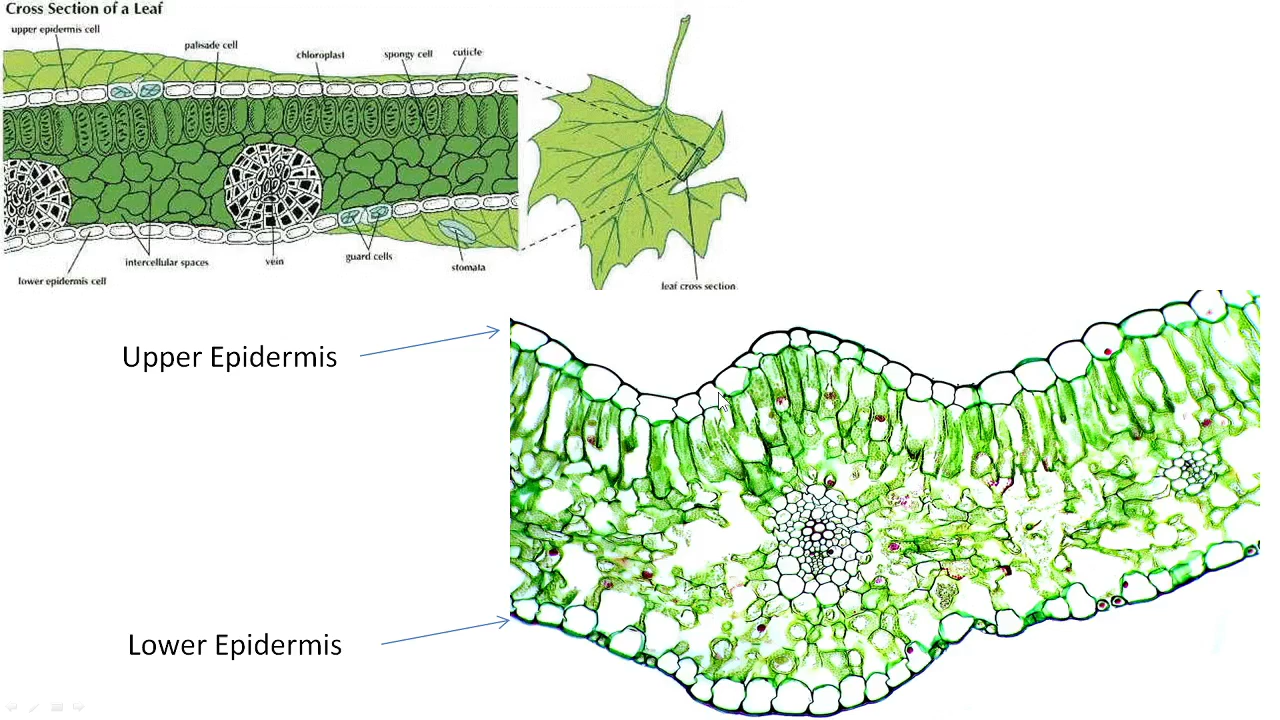 Cross Section of a Leaf
upper epidermis cell
palisade cell
chloroplast
spongy cell
cuticle
intercellular spaces
vein
guard cells
stomata
lower epidermis cell
leaf cross section
Upper Epidermis
Lower Epidermis